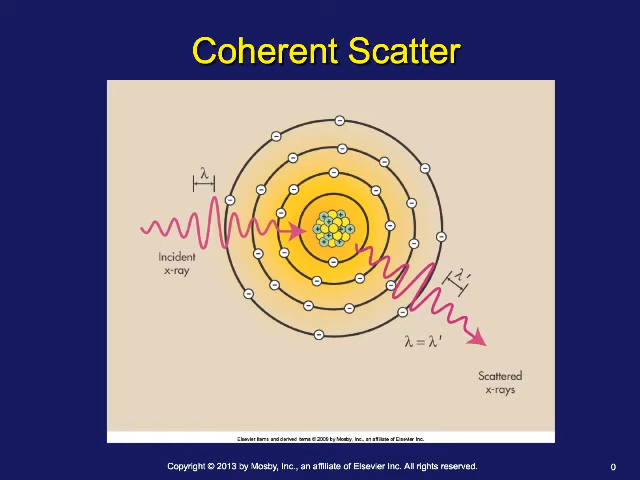 Coherent Scatter
λ
Incident
x-ray
λ'
λ = λ'
Scattered
x-rays
Elsevier items and derived items © 2009 by Mosby, Inc., an affiliate of Elsevier Inc.
Copyright © 2013 by Mosby, Inc., an affiliate of Elsevier Inc. All rights reserved.
0